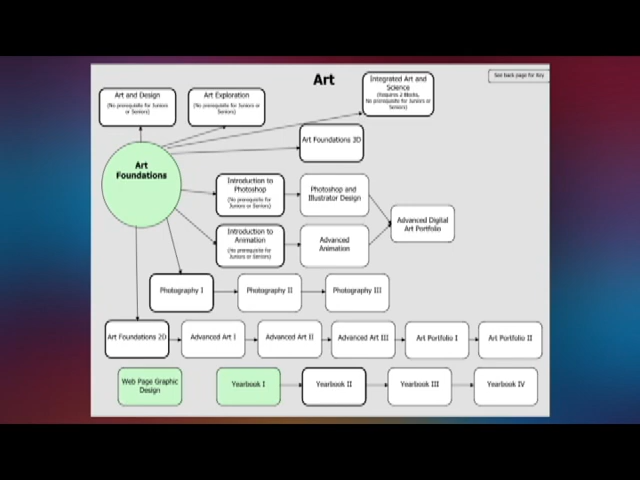 Art
See back page for Key
Art and Design
(No prerequisite for Juniors
or Seniors)
Art Exploration
(No prerequisite for Juniors or
Seniors)
Integrated Art and
Science
(Requires 2 Blocks,
No prerequisite for Juniors or
Seniors)
Art
Foundations
Art Foundations 3D
Introduction to
Photoshop
(No prerequisite for
Juniors or Seniors)
Photoshop and
Illustrator Design
Advanced Digital
Art Portfolio
Introduction to
Animation
(No prerequisite for
Juniors or Seniors)
Advanced
Animation
Photography I
Photography II
Photography III
Art Foundations 2D
Advanced Art I
Advanced Art II
Advanced Art III
Art Portfolio I
Art Portfolio II
Web Page Graphic
Design
Yearbook I
Yearbook II
Yearbook III
Yearbook IV